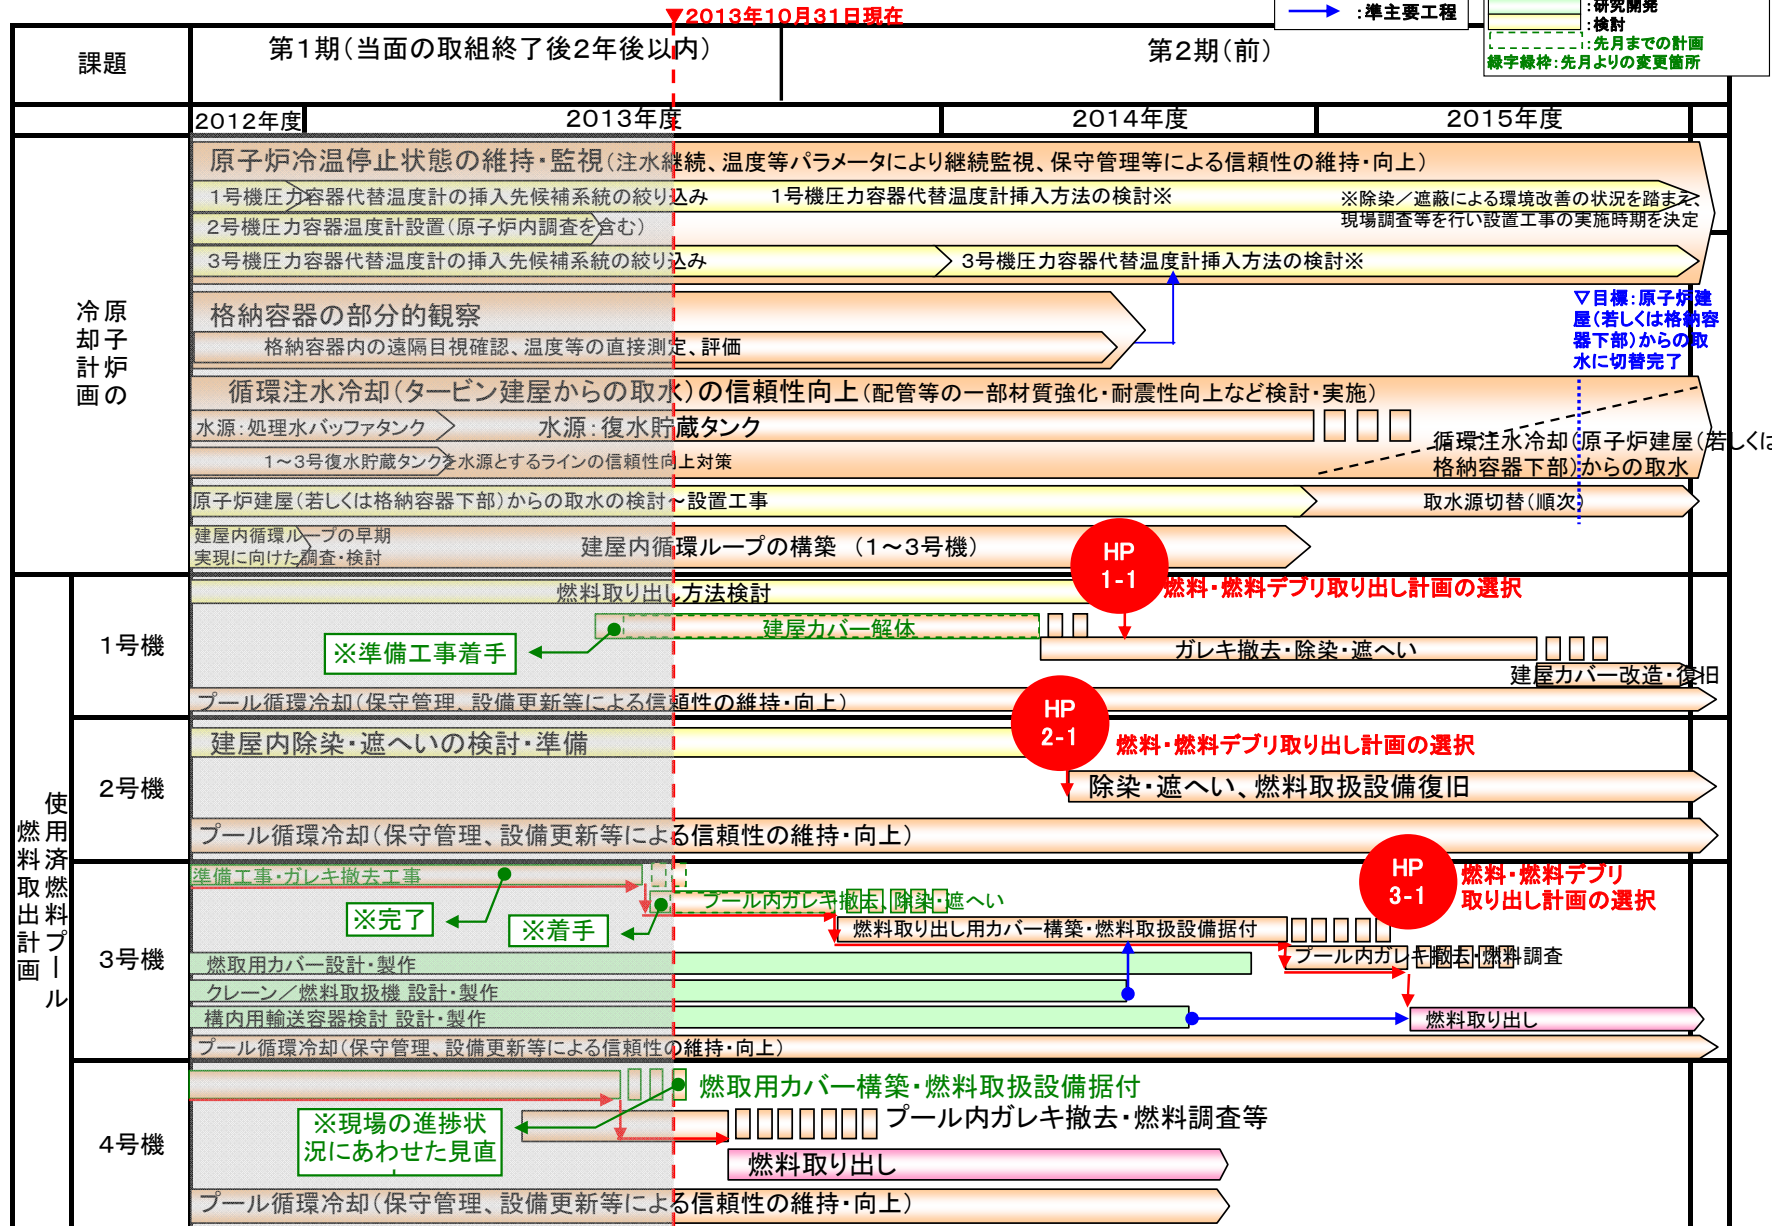 ▼2013年10月31日現在
:準主要工程
:研究開発
:検討
:先月までの計画
緑字緑枠:先月よりの変更箇所
課題
第1期(当面の取組終了後2年後以内)
第2期(前)
2012年度
2013年度
2014年度
2015年度
原子炉の
冷却計画
原子炉冷温停止状態の維持・監視(注水継続、温度等パラメータにより継続監視、保守管理等による信頼性の維持・向上)
1号機圧力容器代替温度計の挿入先候補系統の絞り込み
1号機圧力容器代替温度計挿入方法の検討※
※除染/遮蔽による環境改善の状況を踏まえ、
現場調査等を行い設置工事の実施時期を決定
2号機圧力容器温度計設置(原子炉内調査を含む)
3号機圧力容器代替温度計の挿入先候補系統の絞り込み
3号機圧力容器代替温度計挿入方法の検討※
格納容器の部分的観察
格納容器内の遠隔目視確認、温度等の直接測定、評価
▽目標:原子炉建
屋(若しくは格納容
器下部)からの取
水に切替完了
循環注水冷却(タービン建屋からの取水)の信頼性向上(配管等の一部材質強化・耐震性向上など検討・実施)
水源:処理水バッファタンク
水源:復水貯蔵タンク
循環注水冷却(原子炉建屋(若しくは
格納容器下部)からの取水
1~3号復水貯蔵タンクを水源とするラインの信頼性向上対策
原子炉建屋(若しくは格納容器下部)からの取水の検討~設置工事
取水源切替(順次)
建屋内循環ループの早期
実現に向けた調査・検討
建屋内循環ループの構築 (1~3号機)
使用済燃料プール
燃料取出計画
1号機
燃料取り出し方法検討
HP
1-1
燃料・燃料デブリ取り出し計画の選択
建屋カバー解体
※準備工事着手
ガレキ撤去・除染・遮へい
建屋カバー改造・復旧
プール循環冷却(保守管理、設備更新等による信頼性の維持・向上)
2号機
建屋内除染・遮へいの検討・準備
HP
2-1
燃料・燃料デブリ取り出し計画の選択
除染・遮へい、燃料取扱設備復旧
プール循環冷却(保守管理、設備更新等による信頼性の維持・向上)
3号機
準備工事・ガレキ撤去工事
HP
3-1
燃料・燃料デブリ
取り出し計画の選択
プール内ガレキ撤去、除染・遮へい
※完了
※着手
燃料取り出し用カバー構築・燃料取扱設備据付
プール内ガレキ撤去・燃料調査
燃取用カバー設計・製作
クレーン/燃料取扱機 設計・製作
構内用輸送容器検討 設計・製作
燃料取り出し
プール循環冷却(保守管理、設備更新等による信頼性の維持・向上)
4号機
燃取用カバー構築・燃料取扱設備据付
※現場の進捗状
況にあわせた見直
プール内ガレキ撤去・燃料調査等
燃料取り出し
プール循環冷却(保守管理、設備更新等による信頼性の維持・向上)